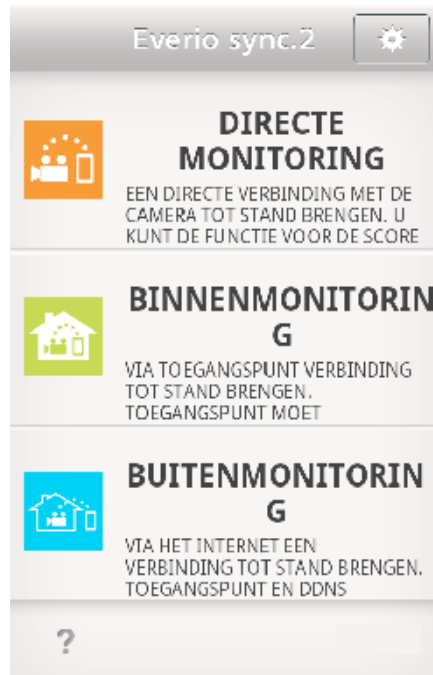 Everio sync.2
DIRECTE
MONITORING
EEN DIRECTE VERBINDING MET DE
CAMERA TOT STAND BRENGEN. U
KUNT DE FUNCTIE VOOR DE SCORE
BINNENMONITORIN
G
VIA TOEGANGSPUNT VERBINDING
TOT STAND BRENGEN.
TOEGANGSPUNT MOET
BUITENMONITORIN
G
VIA HET INTERNET EEN
VERBINDING TOT STAND BRENGEN.
TOEGANGSPUNT EN DDNS
?